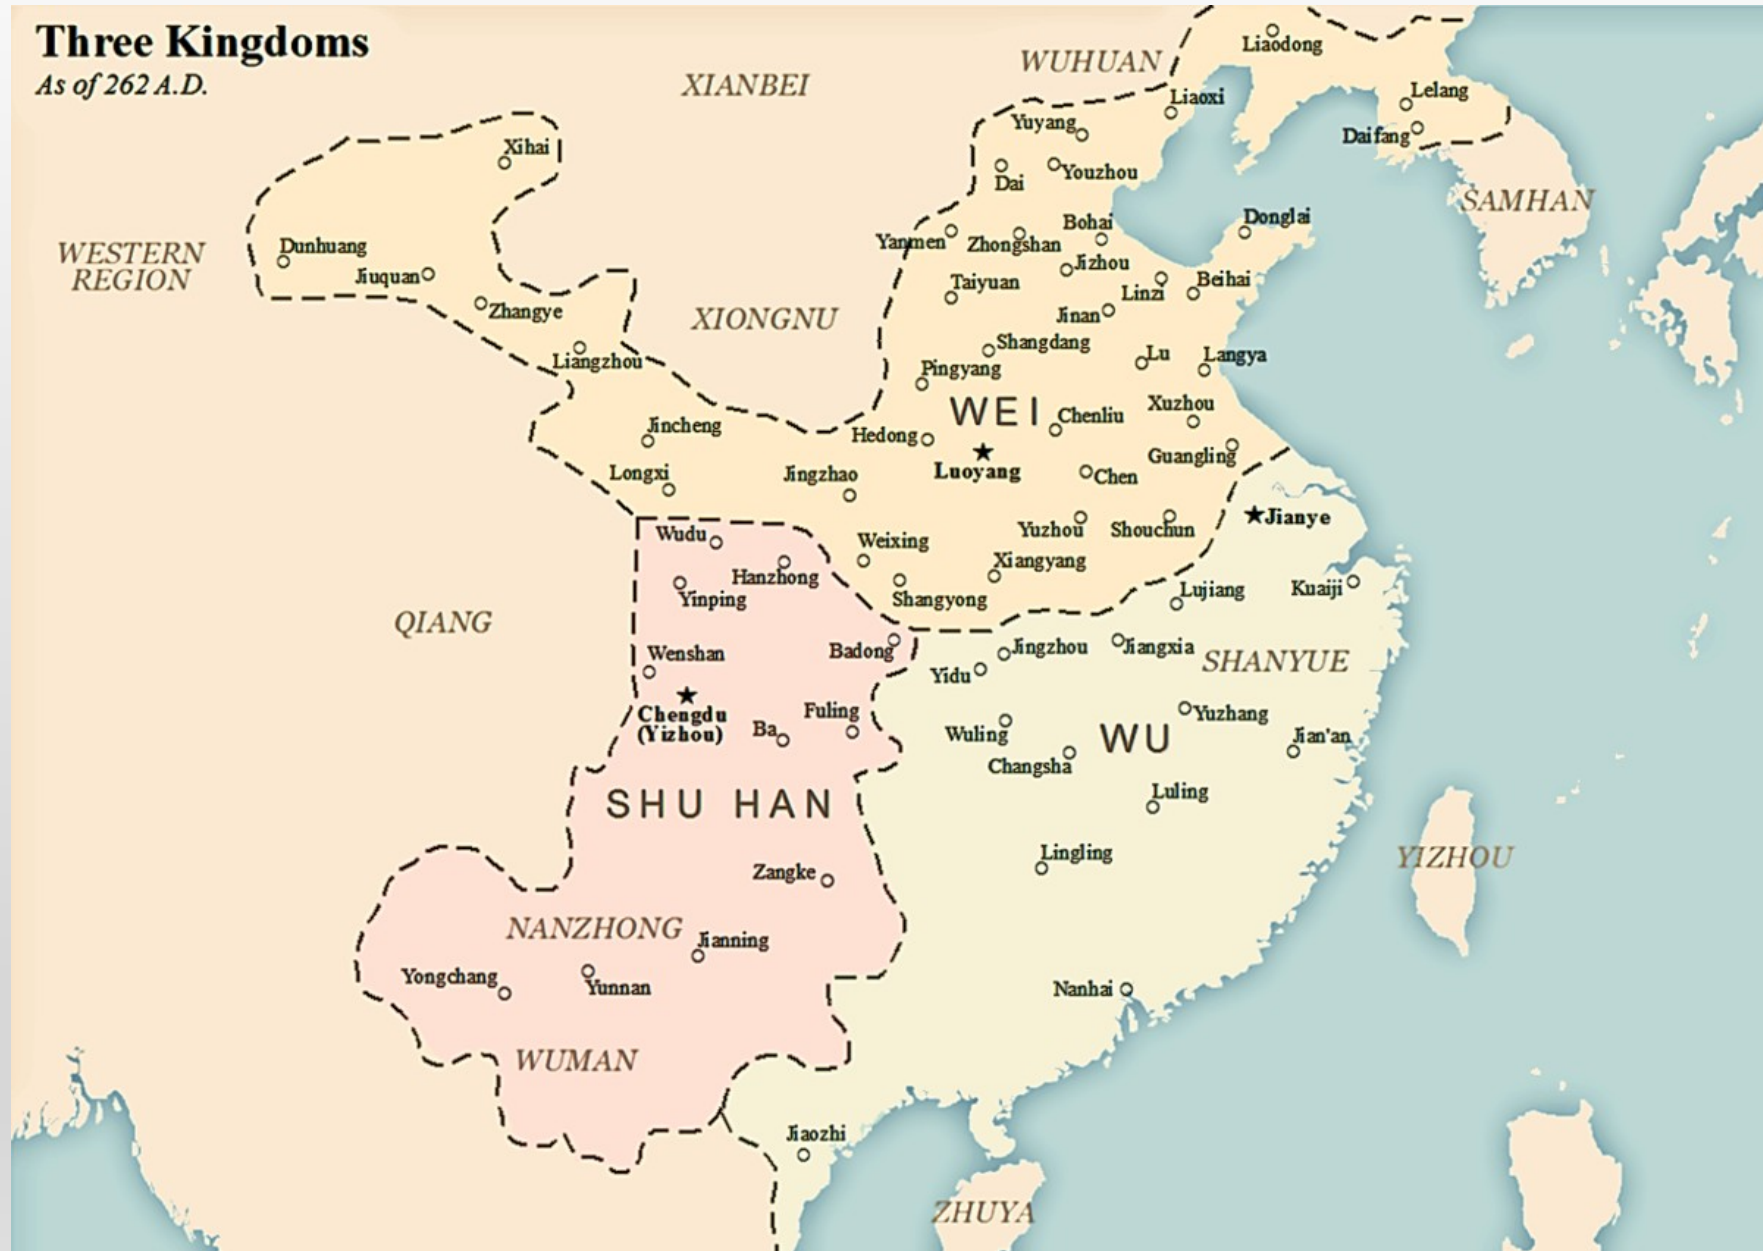 Three Kingdoms
As of 262 A.D.
XIANBEI
WUHUAN
Liaodong
Lelang
Liaoxi
Yuyang
Daifang
Xihai
Youzhou
Dai
SAMHAN
Donglai
Bohai
Yanmen
Zhongshan
Dunhuang
WESTERN
REGION
Jiuquan
Jizhou
Beihai
Taiyuan
Linzi
Zhangye
Jinan
XIONGNU
Shangdang
Liangzhou
Lu
Langya
Pingyang
Xuzhou
WEI
Chenliu
Jincheng
Hedong
Guangling
Longxi
Jingzhao
Luoyang
Chen
Jianye
Yuzhou
Shouchun
Wudu
Weixing
Xiangyang
Hanzhong
Kuaiji
Lujiang
Yinping
Shangyong
QIANG
Wenshan
Badong
Jingzhou
Jiangxia
SHANYUE
Yidu
Chengdu
(Yizhou)
Fuling
Ba
Yuzhang
Wuling
WU
Jian'an
Changsha
SHU HAN
Luling
Lingling
YIZHOU
Zangke
NANZHONG
Jianning
Yongchang
Yunnan
Nanhai
WUMAN
Jiaozhi
ZHUYA